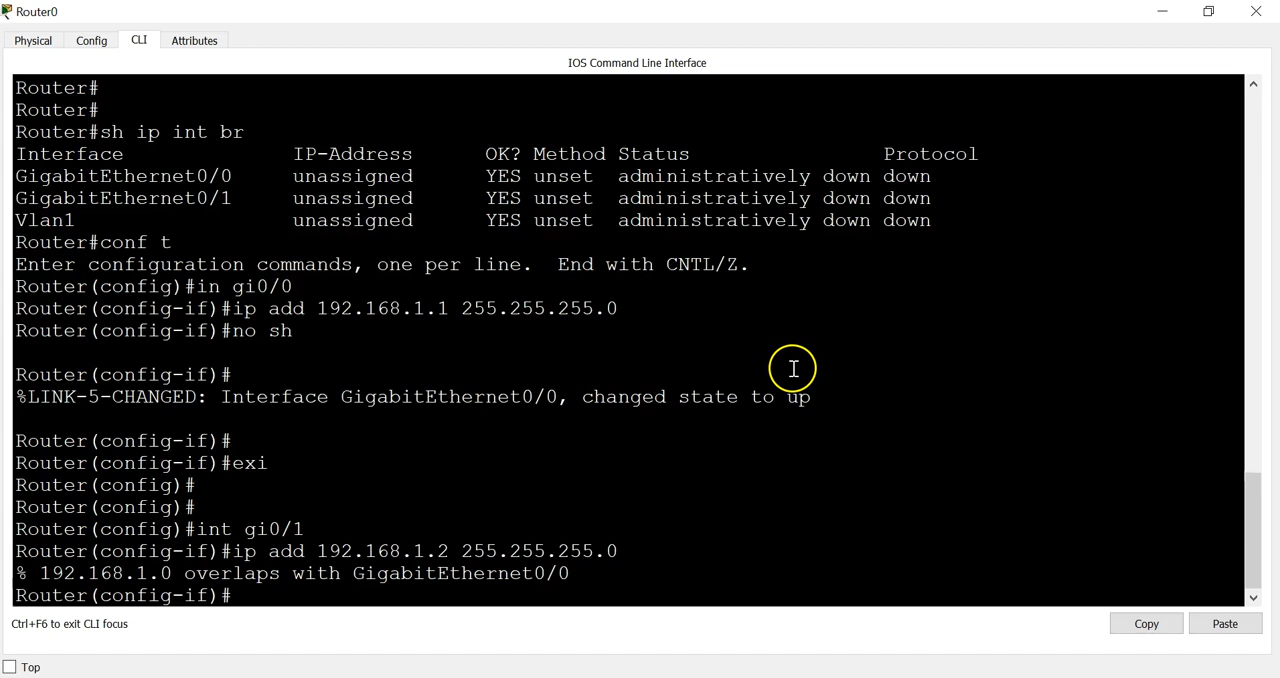 Router0
Physical Config CLI Attributes
IOS Command Line Interface
Router#
Router#
Router#sh ip int br
Interface IP-Address OK? Method Status Protocol
GigabitEthernet0/0 unassigned YES unset administratively down down
GigabitEthernet0/1 unassigned YES unset administratively down down
Vlan1 unassigned YES unset administratively down down
Router#conf t
Enter configuration commands, one per line. End with CNTL/Z.
Router(config)#in gi0/0
Router(config-if)#ip add 192.168.1.1 255.255.255.0
Router(config-if)#no sh
Router(config-if)#
%LINK-5-CHANGED: Interface GigabitEthernet0/0, changed state to up
Router(config-if)#
Router(config-if)#exi
Router(config)#
Router(config)#
Router(config)#int gi0/1
Router(config-if)#ip add 192.168.1.2 255.255.255.0
% 192.168.1.0 overlaps with GigabitEthernet0/0
Router(config-if)#
Ctrl+F6 to exit CLI focus
Copy Paste
Top